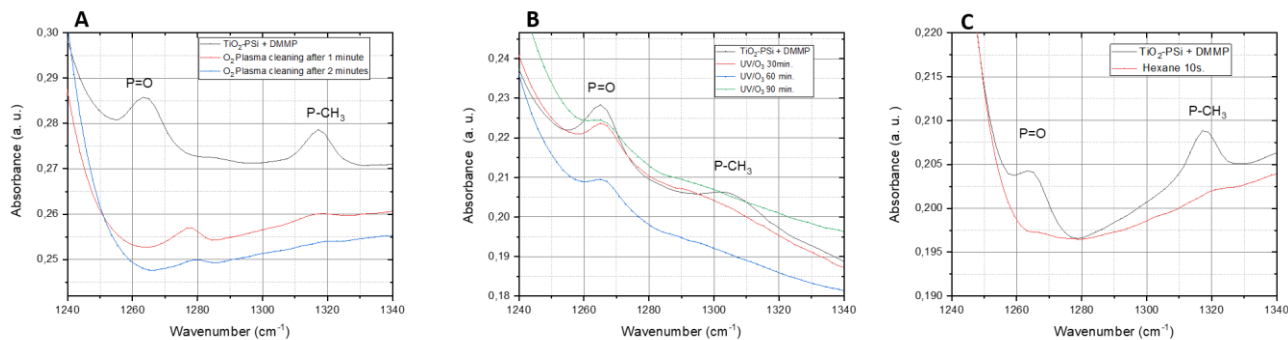 A
TiO₂-PSi + DMMP
O₂Plasma cleaning after 1 minute
O₂ Plasma cleaning after 2 minutes
P=O
P-CH₃
0,30
0,29
0,28
0,27
0,26
0,25
Absorbance (a. u.)
1240 1260 1280 1300 1320 1340
Wavenumber (cm⁻¹)
B
TiO₂-PSi + DMMP
UV/O₃ 30min.
UV/O₃ 60 min.
UV/O₃ 90 min.
P=O
P-CH₃
0,24
0,23
0,22
0,21
0,20
0,19
0,18
Absorbance (a. u.)
1240 1260 1280 1300 1320 1340
Wavenumber (cm⁻¹)
C
TiO₂-PSi + DMMP
Hexane 10s.
P=O
P-CH₃
0,220
0,215
0,210
0,205
0,200
0,195
0,190
Absorbance (a. u.)
1240 1260 1280 1300 1320 1340
Wavenumber (cm⁻¹)